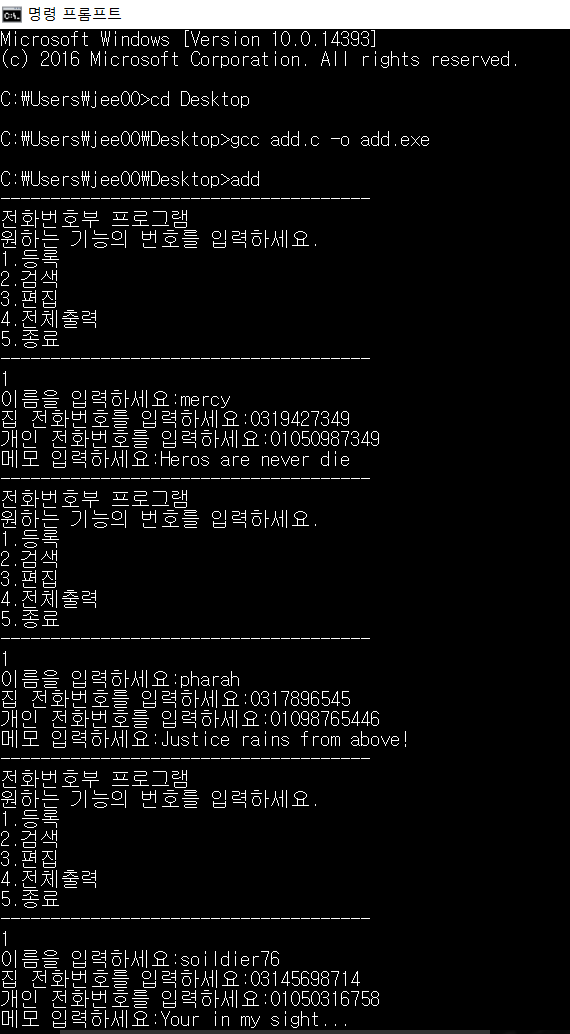 명령 프롬프트
Microsoft Windows [Version 10.0.14393]
(c) 2016 Microsoft Corporation. All rights reserved.
C:₩Users₩jee00>cd Desktop
C:₩Users₩jee00₩Desktop>gcc add.c -o add.exe
C:₩Users₩jee00₩Desktop>add
-------------------------------------
전화번호부 프로그램
원하는 기능의 번호를 입력하세요.
1.등록
2.검색
3.편집
4.전체출력
5.종료
-------------------------------------
1
이름을 입력하세요:mercy
집 전화번호를 입력하세요:0319427349
개인 전화번호를 입력하세요:01050987349
메모 입력하세요:Heros are never die
-------------------------------------
전화번호부 프로그램
원하는 기능의 번호를 입력하세요.
1.등록
2.검색
3.편집
4.전체출력
5.종료
-------------------------------------
1
이름을 입력하세요:pharah
집 전화번호를 입력하세요:0317896545
개인 전화번호를 입력하세요:01098765446
메모 입력하세요:Justice rains from above!
-------------------------------------
전화번호부 프로그램
원하는 기능의 번호를 입력하세요.
1.등록
2.검색
3.편집
4.전체출력
5.종료
-------------------------------------
1
이름을 입력하세요:soildier76
집 전화번호를 입력하세요:03145698714
개인 전화번호를 입력하세요:01050316758
메모 입력하세요:Your in my sight...